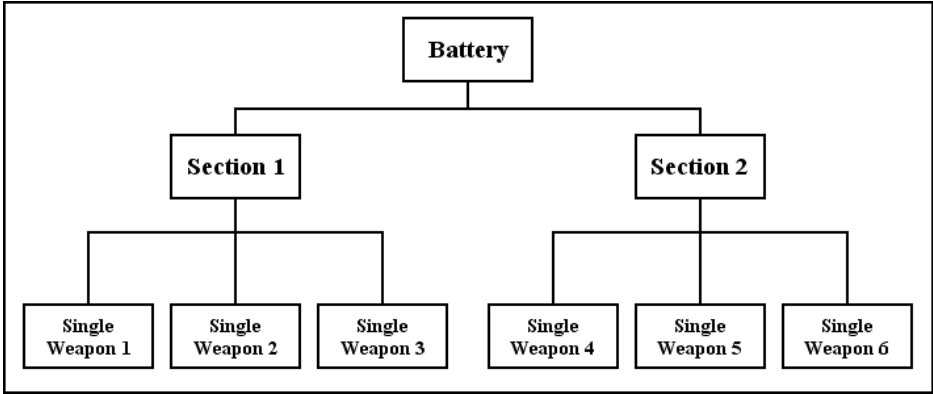 Battery
Section 1
Section 2
Single
Weapon 1
Single
Weapon 2
Single
Weapon 3
Single
Weapon 4
Single
Weapon 5
Single
Weapon 6